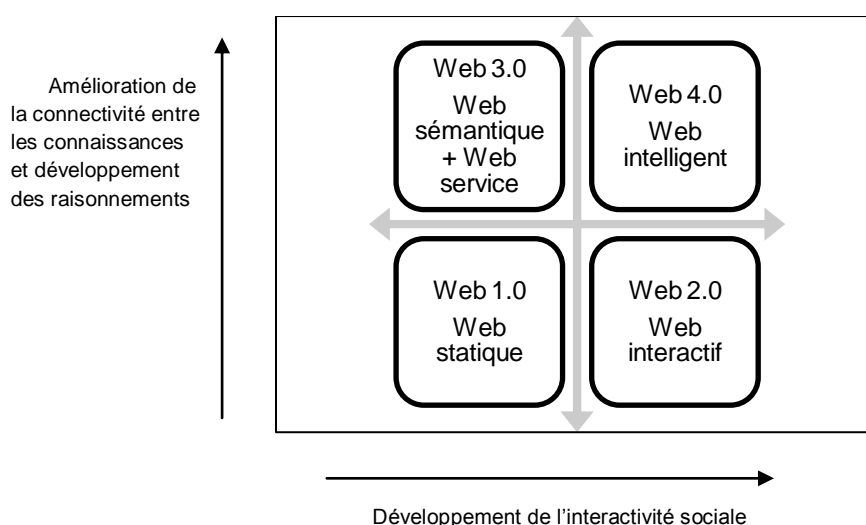 Amélioration de
la connectivité entre
les connaissances
et développement
des raisonnements
Web 3.0
Web
sémantique
+ Web
service
Web 4.0
Web
intelligent
Web 1.0
Web
statique
Web 2.0
Web
interactif
Développement de l'interactivité sociale